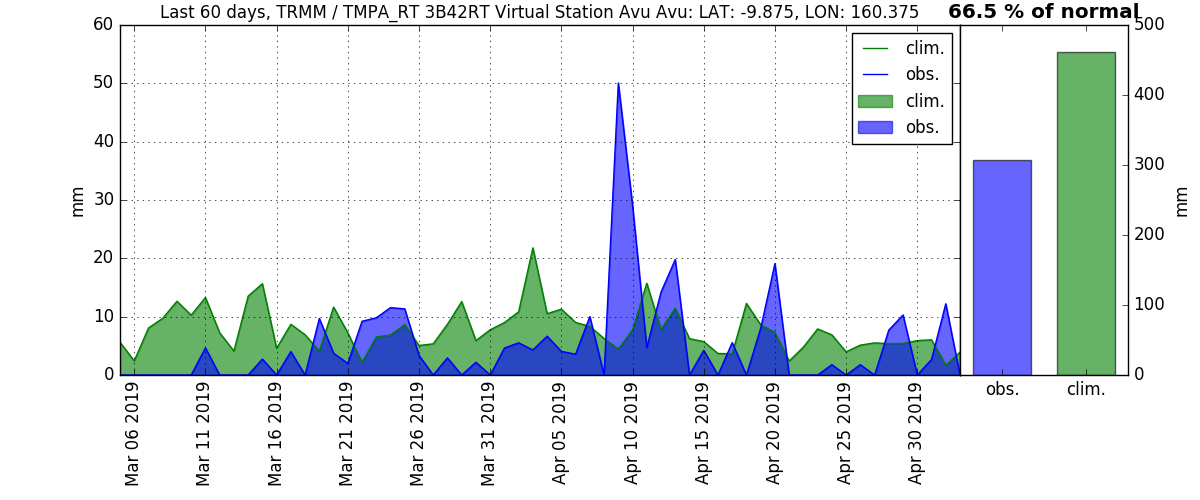 Last 60 days, TRMM / TMPA_RT 3B42RT Virtual Station Avu Avu: LAT: -9.875, LON: 160.375
66.5 % of normal
60
50
40
30
20
10
0
mm
clim.
obs.
clim.
obs.
Mar 06 2019
Mar 11 2019
Mar 16 2019
Mar 21 2019
Mar 26 2019
Mar 31 2019
Apr 05 2019
Apr 10 2019
Apr 15 2019
Apr 20 2019
Apr 25 2019
Apr 30 2019
500
400
300
200
100
0
mm
obs.
clim.